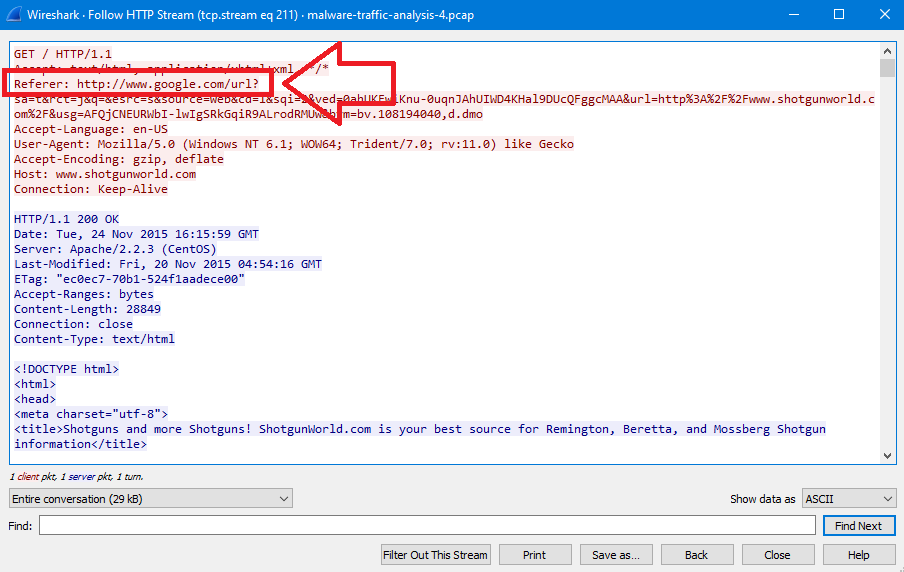 Wireshark · Follow HTTP Stream (tcp.stream eq 211) · malware-traffic-analysis-4.pcap
GET / HTTP/1.1
Accept: text/html, application/xhtml+xml, */*
Referer: http://www.google.com/url?
sa=t&rct=j&q=&esrc=s&source=web&cd=1&sqi=2&ved=
&url=http%3A%2F%2Fwww.shotgunworld.c
om%2F&usg=
bv.108194040,d.dmo
Accept-Language: en-US
User-Agent: Mozilla/5.0 (Windows NT 6.1; WOW64; Trident/7.0; rv:11.0) like Gecko
Accept-Encoding: gzip, deflate
Host: www.shotgunworld.com
Connection: Keep-Alive
HTTP/1.1 200 OK
Date: Tue, 24 Nov 2015 16:15:59 GMT
Server: Apache/2.2.3 (CentOS)
Last-Modified: Fri, 20 Nov 2015 04:54:16 GMT
ETag: "ec0ec7-70b1-524f1aadece00"
Accept-Ranges: bytes
Content-Length: 28849
Connection: close
Content-Type: text/html
<!DOCTYPE html>
<html>
<head>
<meta charset="utf-8">
<title>Shotguns and more Shotguns! ShotgunWorld.com is your best source for Remington, Beretta, and Mossberg Shotgun
information</title>
1 client pkt, 1 server pkt, 1 turn.
Entire conversation (29 kB)
Show data as ASCII
Find:
Find Next
Filter Out This Stream Print Save as... Back Close Help